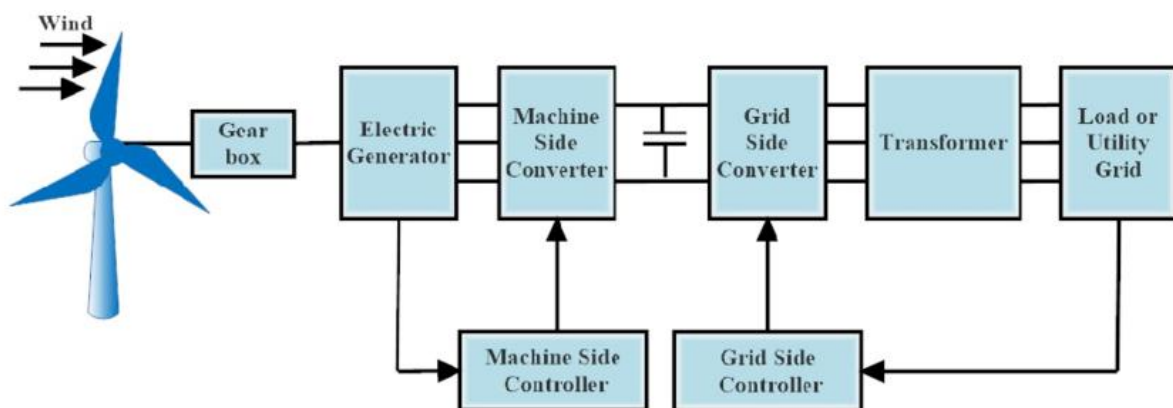 Wind
Gear
box
Electric
Generator
Machine
Side
Converter
Grid
Side
Converter
Transformer
Load or
Utility
Grid
Machine Side
Controller
Grid Side
Controller